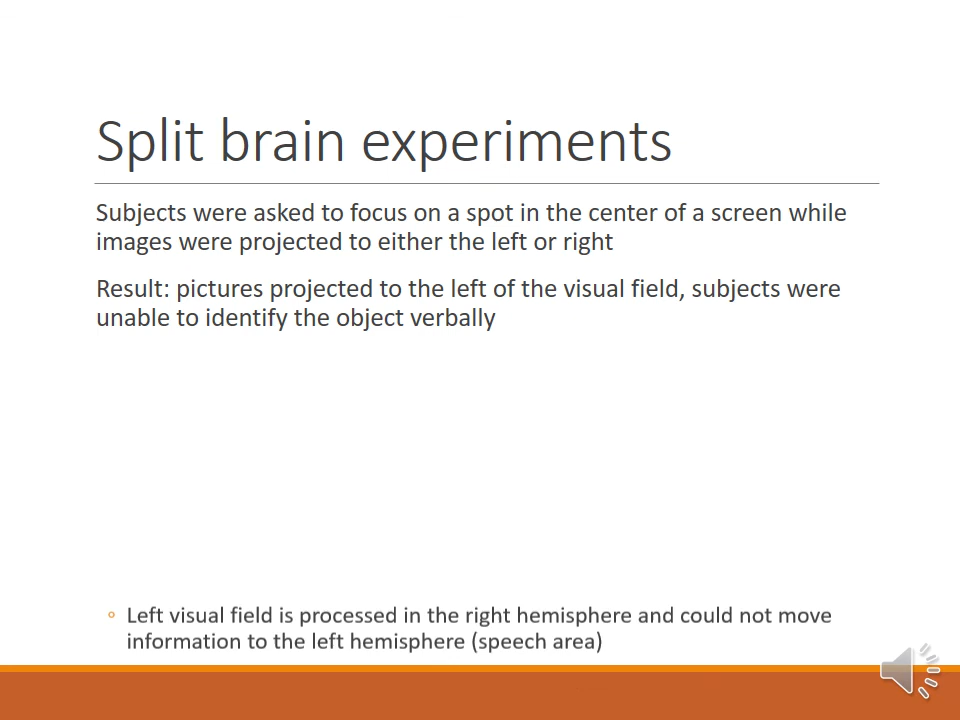 Split brain experiments
Subjects were asked to focus on a spot in the center of a screen while
images were projected to either the left or right
Result: pictures projected to the left of the visual field, subjects were
unable to identify the object verbally
◦ Left visual field is processed in the right hemisphere and could not move
information to the left hemisphere (speech area)